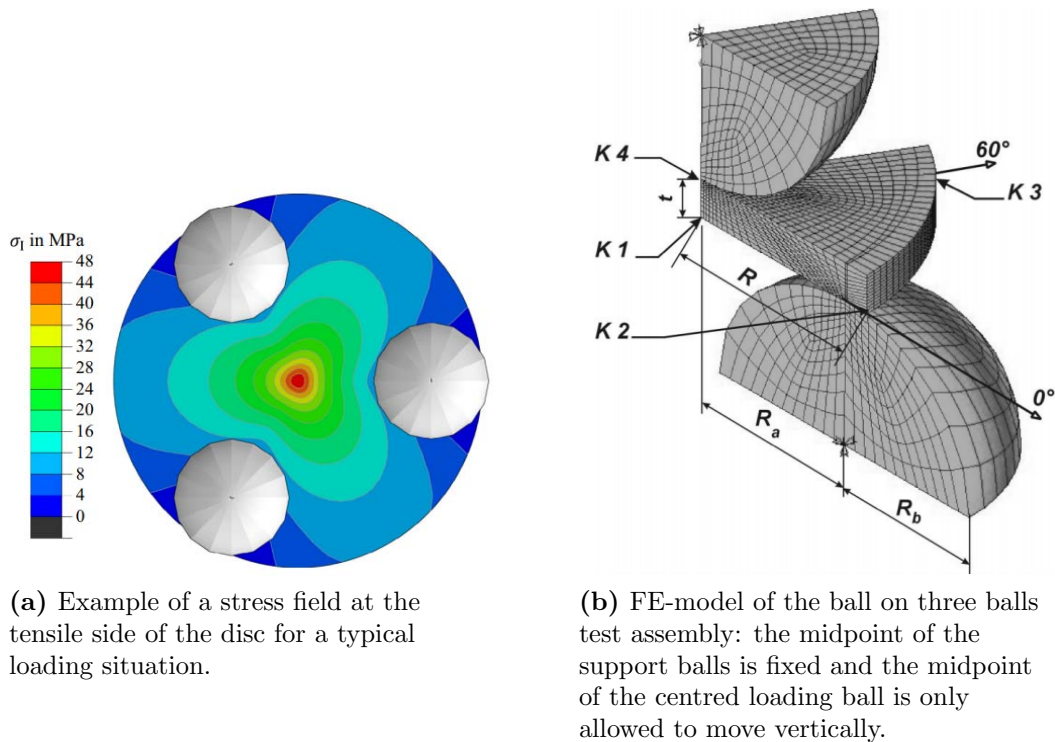 σI in MPa
48
44
40
36
32
28
24
20
16
12
8
4
0
K 4
60°
t
K 3
K 1
R
K 2
0°
Ra
Rb
(a) Example of a stress field at the
tensile side of the disc for a typical
loading situation.
(b) FE-model of the ball on three balls
test assembly: the midpoint of the
support balls is fixed and the midpoint
of the centred loading ball is only
allowed to move vertically.